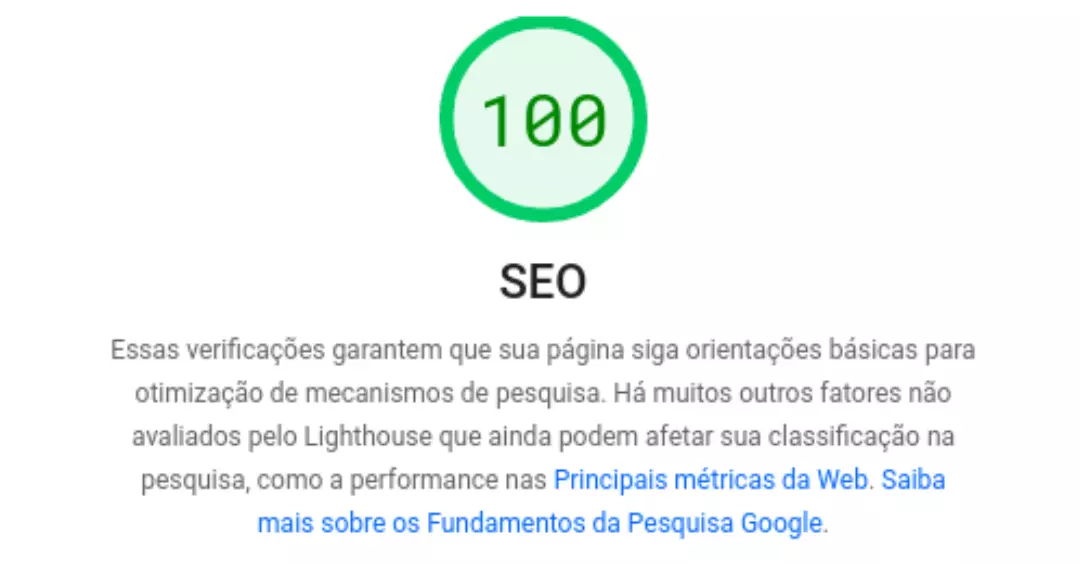 100
SEO
Essas verificações garantem que sua página siga orientações básicas para
otimização de mecanismos de pesquisa. Há muitos outros fatores não
avaliados pelo Lighthouse que ainda podem afetar sua classificação na
pesquisa, como a performance nas Principais métricas da Web. Saiba
mais sobre os Fundamentos da Pesquisa Google.